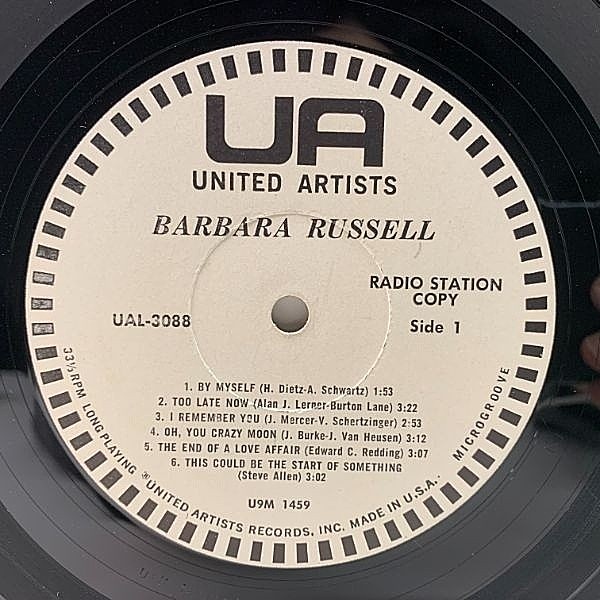 UA
UNITED ARTISTS
BARBARA RUSSELL
RADIO STATION
COPY
UAL-3088
Side 1
1. BY MYSELF (H. Dietz-A. Schwartz) 1:53
2. TOO LATE NOW (Alan J. Lerner-Burton Lane) 3:22
3. I REMEMBER YOU (J. Mercer-V. Schertzinger) 2:53
4. OH, YOU CRAZY MOON (J. Burke-J. Van Heusen) 3:12
5. THE END OF A LOVE AFFAIR (Edward C. Redding) 3:07
6. THIS COULD BE THE START OF SOMETHING
(Steve Allen) 3:02
U9M 1459
33⅓ RPM LONG PLAYING ® UNITED ARTISTS RECORDS, INC. MADE IN U.S.A. MICROGROOVE